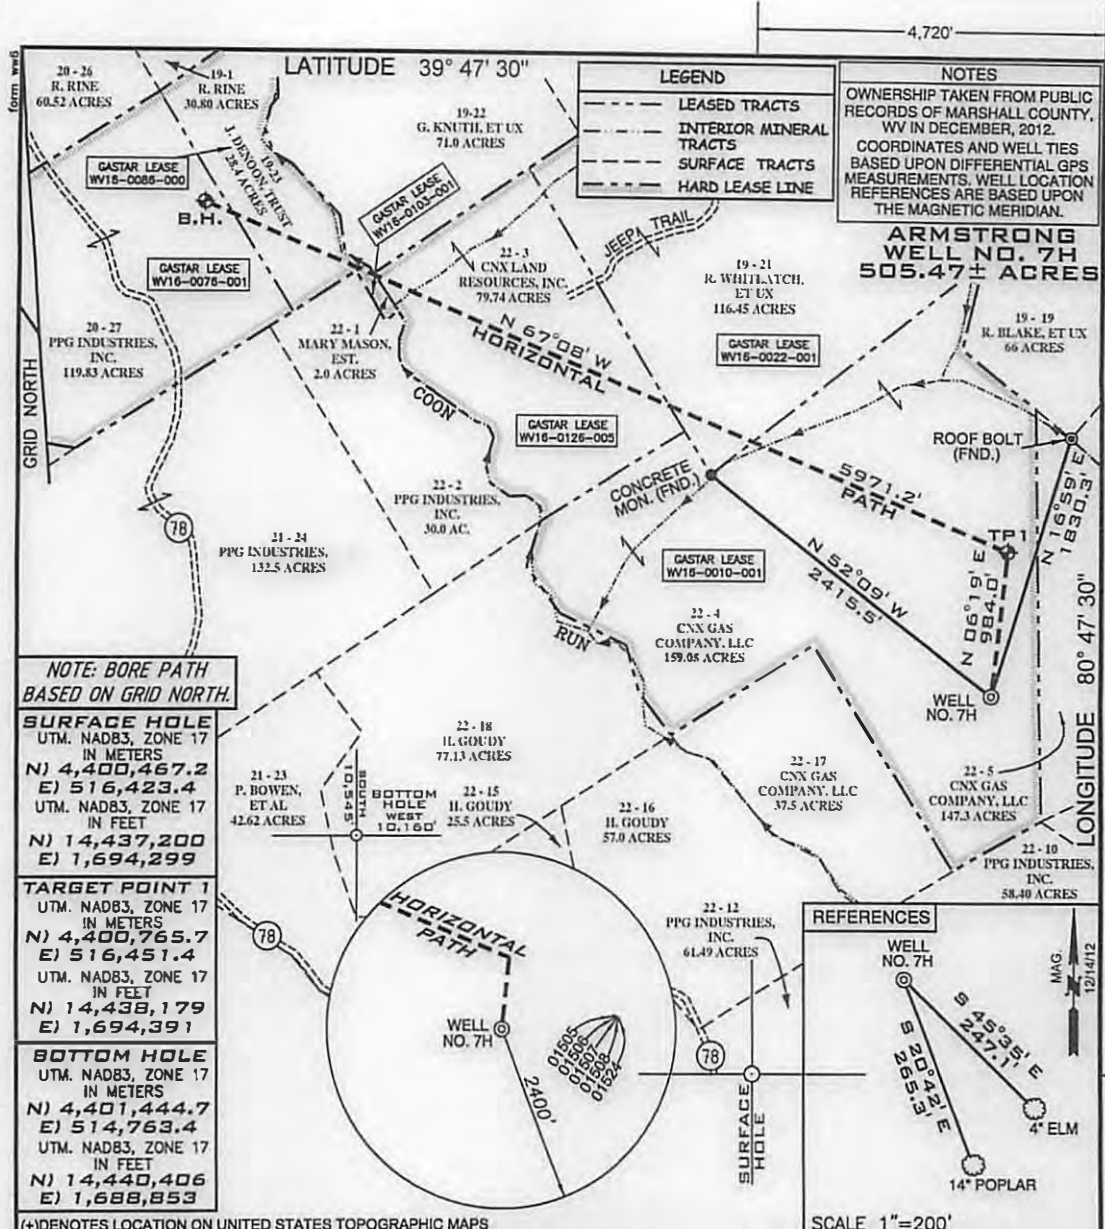 4,720'
form ww6
LATITUDE 39° 47' 30"
LEGEND
LEASED TRACTS
INTERIOR MINERAL
TRACTS
SURFACE TRACTS
HARD LEASE LINE
NOTES
OWNERSHIP TAKEN FROM PUBLIC
RECORDS OF MARSHALL COUNTY,
WV IN DECEMBER, 2012.
COORDINATES AND WELL TIES
BASED UPON DIFFERENTIAL GPS
MEASUREMENTS. WELL LOCATION
REFERENCES ARE BASED UPON
THE MAGNETIC MERIDIAN.
ARMSTRONG
WELL NO. 7H
505.47± ACRES
20 - 26
R. RINE
60.52 ACRES
19-1
R. RINE
30.80 ACRES
19-22
G. KNUTH, ET UX
71.0 ACRES
19-23
J. DENOON, TRUST
28.4 ACRES
GASTAR LEASE
WV16-0086-000
GASTAR LEASE
WV16-0103-001
B.H.
GASTAR LEASE
WV16-0076-001
JEEP TRAIL
22 - 3
CNX LAND
RESOURCES, INC.
79.74 ACRES
19 - 21
R. WHITLATCH,
ET UX
116.45 ACRES
19 - 19
R. BLAKE, ET UX
66 ACRES
20 - 27
PPG INDUSTRIES,
INC.
119.83 ACRES
22 - 1
MARY MASON,
EST.
2.0 ACRES
N 67°08' W
HORIZONTAL
GASTAR LEASE
WV16-0022-001
GRID NORTH
COON
GASTAR LEASE
WV16-0126-005
ROOF BOLT
(FND.)
CONCRETE
MON. (FND.)
5971.2'
PATH
N 16°59' E
1830.3'
22 - 2
PPG INDUSTRIES,
INC.
30.0 AC.
78
21 - 24
PPG INDUSTRIES,
132.5 ACRES
TP1
GASTAR LEASE
WV16-0010-001
N 52°09' W
2415.5'
N 06°19' E
984.0'
LONGITUDE 80° 47' 30"
22 - 4
CNX GAS
COMPANY, LLC
159.05 ACRES
RUN
WELL
NO. 7H
NOTE: BORE PATH
BASED ON GRID NORTH.
SURFACE HOLE
UTM. NAD83, ZONE 17
IN METERS
N) 4,400,467.2
E) 516,423.4
UTM. NAD83, ZONE 17
IN FEET
N) 14,437,200
E) 1,694,299
TARGET POINT 1
UTM. NAD83, ZONE 17
IN METERS
N) 4,400,765.7
E) 516,451.4
UTM. NAD83, ZONE 17
IN FEET
N) 14,438,179
E) 1,694,391
BOTTOM HOLE
UTM. NAD83, ZONE 17
IN METERS
N) 4,401,444.7
E) 514,763.4
UTM. NAD83, ZONE 17
IN FEET
N) 14,440,406
E) 1,688,853
22 - 18
H. GOUDY
77.13 ACRES
21 - 23
P. BOWEN,
ET AL
42.62 ACRES
SOUTH
10,545'
BOTTOM
HOLE
WEST
10,160'
22 - 15
H. GOUDY
25.5 ACRES
22 - 16
H. GOUDY
57.0 ACRES
22 - 17
CNX GAS
COMPANY, LLC
37.5 ACRES
22 - 5
CNX GAS
COMPANY, LLC
147.3 ACRES
22 - 10
PPG INDUSTRIES,
INC.
58.40 ACRES
78
HORIZONTAL
PATH
WELL
NO. 7H
2400'
01505
01506
01507
01508
01524
22 - 12
PPG INDUSTRIES,
INC.
61.49 ACRES
78
SURFACE
HOLE
REFERENCES
WELL
NO. 7H
MAG.
N
12/14/12
S 45°35' E
247.1'
S 20°42' E
265.3'
4" ELM
14" POPLAR
SCALE 1"=200'
(+)DENOTES LOCATION ON UNITED STATES TOPOGRAPHIC MAPS